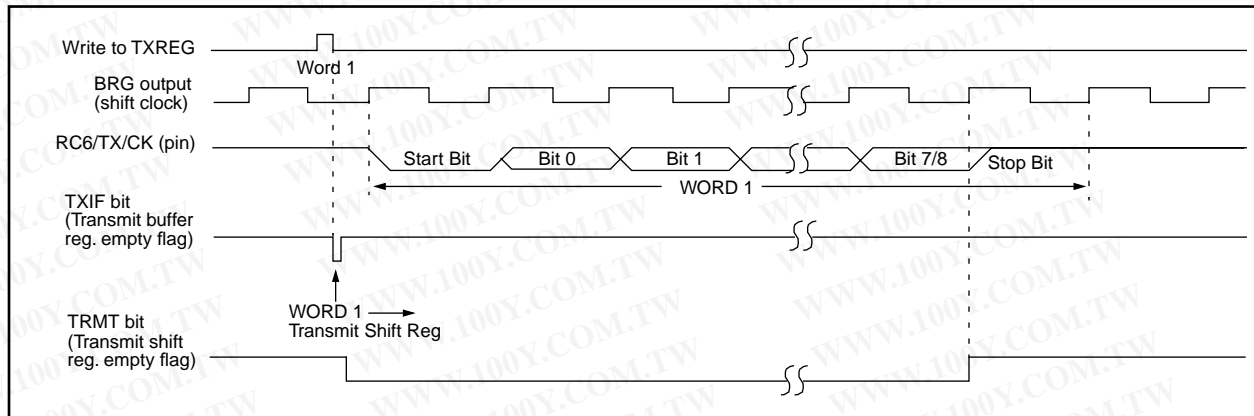 Write to TXREG
Word 1
BRG output
(shift clock)
RC6/TX/CK (pin)
Start Bit
Bit 0
Bit 1
Bit 7/8
Stop Bit
WORD 1
TXIF bit
(Transmit buffer
reg. empty flag)
WORD 1
Transmit Shift Reg
TRMT bit
(Transmit shift
reg. empty flag)
WWW.100Y.COM.TW